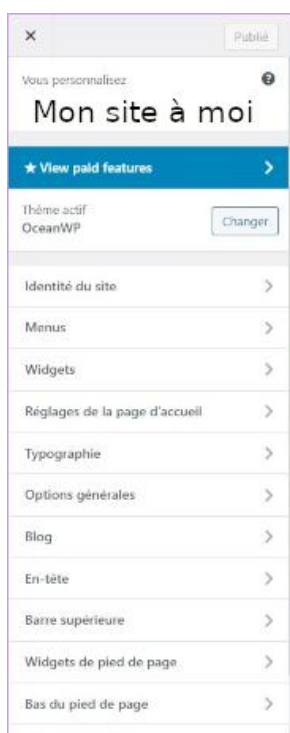 Publié
Vous personnalisez
Mon site à moi
★ View paid features
Thème actif
OceanWP
Changer
Identité du site
Menus
Widgets
Réglages de la page d'accueil
Typographie
Options générales
Blog
En-tête
Barre supérieure
Widgets de pied de page
Bas du pied de page